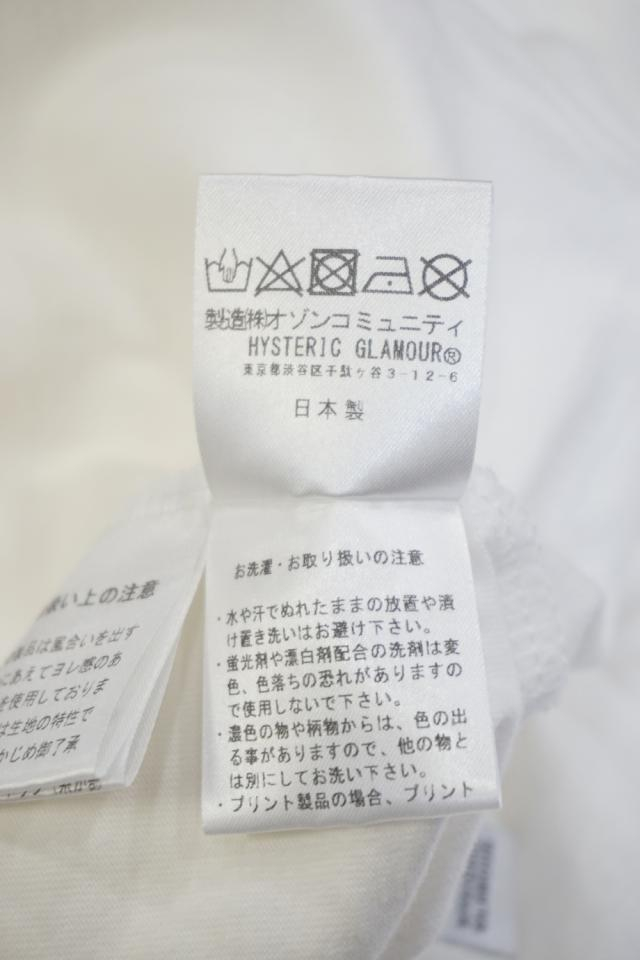 製造(株)オゾンコミュニティ
HYSTERIC GLAMOUR®
東京都渋谷区千駄ヶ谷3-12-6
日本製
お洗濯・お取り扱いの注意
・水や汗でぬれたままの放置や漬
け置き洗いはお避け下さい。
・蛍光剤や漂白剤配合の洗剤は変
色、色落ちの恐れがありますの
で使用しないで下さい。
・濃色の物や柄物からは、色の出
る事がありますので、他の物と
は別にしてお洗い下さい。
・プリント製品の場合、プリント
扱い上の注意
品は風合いを出す
にあえてヨレ感のあ
を使用しておりま
は生地の特性で
かじめ御了承